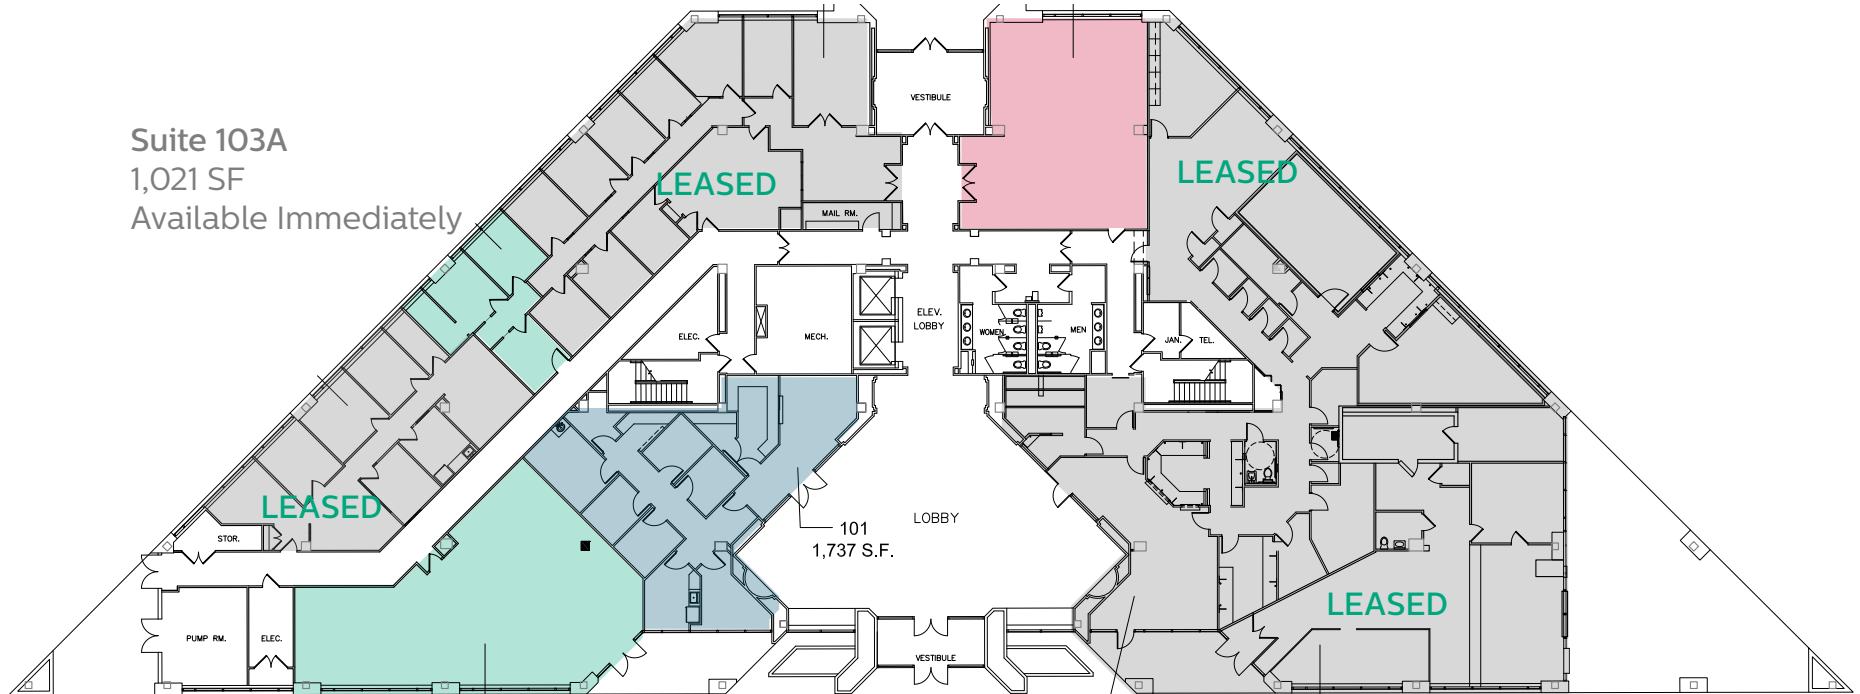 Suite 103A
1,021 SF
Available Immediately
VESTIBULE
LEASED
LEASED
MAIL RM.
ELEC.
MECH.
ELEV.
LOBBY
WOMEN
MEN
JAN.
TEL.
LEASED
STOR.
101
1,737 S.F.
LOBBY
LEASED
PUMP RM.
ELEC.
VESTIBULE